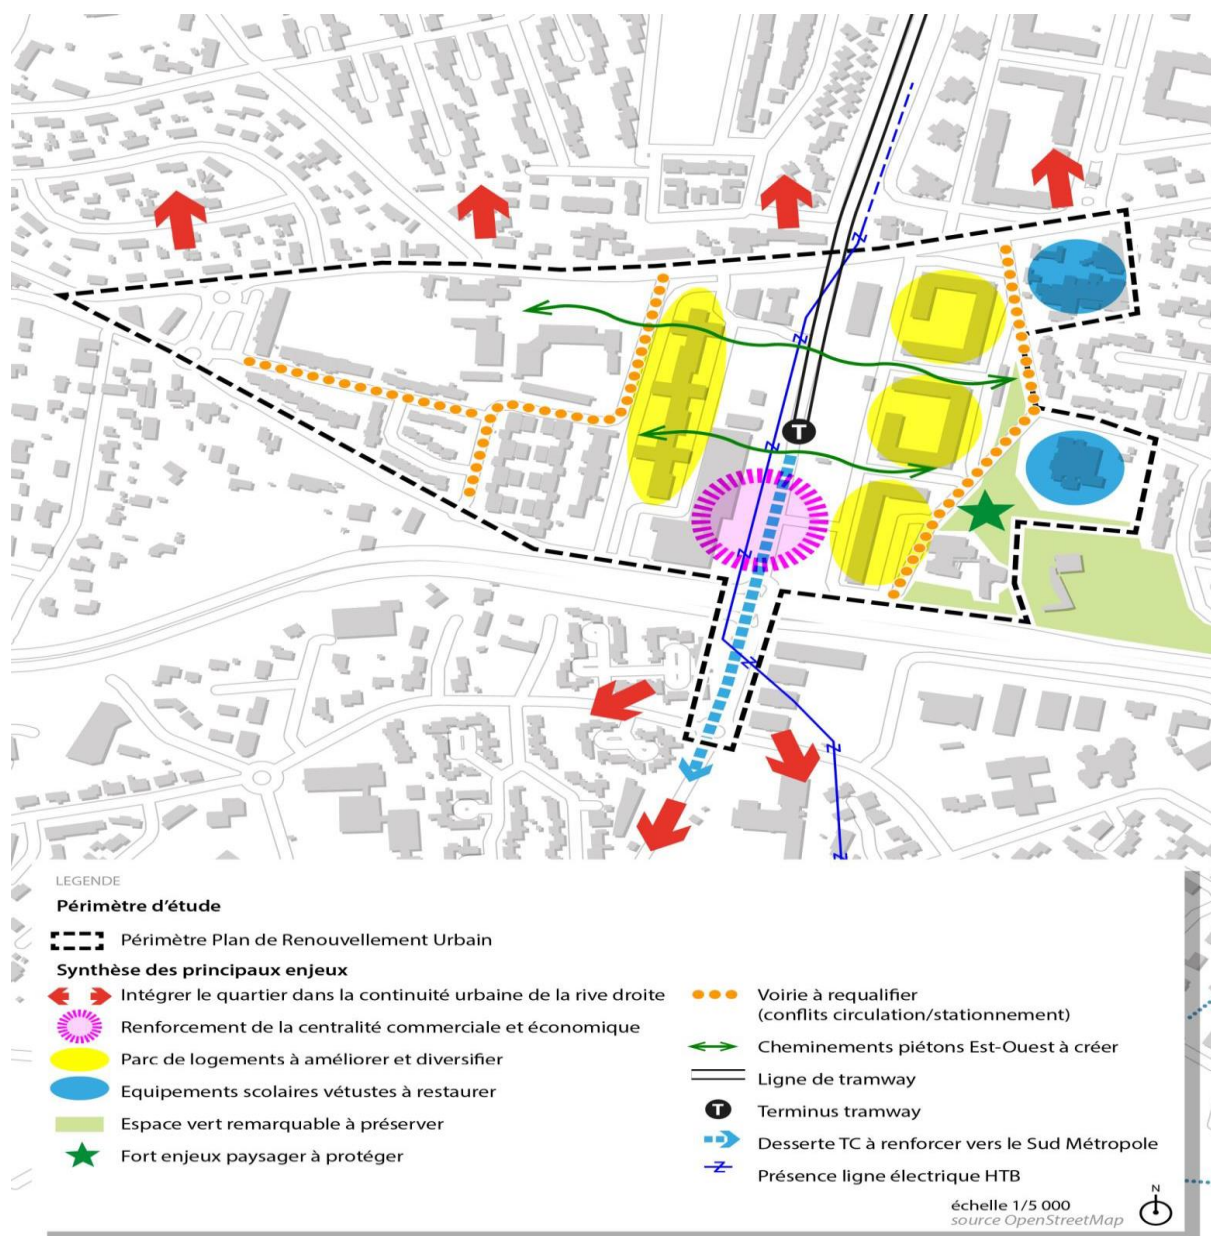 T
LEGENDE
Périmètre d'étude
Périmètre Plan de Renouvellement Urbain
Synthèse des principaux enjeux
Intégrer le quartier dans la continuité urbaine de la rive droite
Renforcement de la centralité commerciale et économique
Parc de logements à améliorer et diversifier
Equipements scolaires vétustes à restaurer
Espace vert remarquable à préserver
Fort enjeux paysager à protéger
Voirie à requalifier
(conflits circulation/stationnement)
Cheminements piétons Est-Ouest à créer
Ligne de tramway
T Terminus tramway
Desserte TC à renforcer vers le Sud Métropole
Présence ligne électrique HTB
échelle 1/5 000
source OpenStreetMap
N